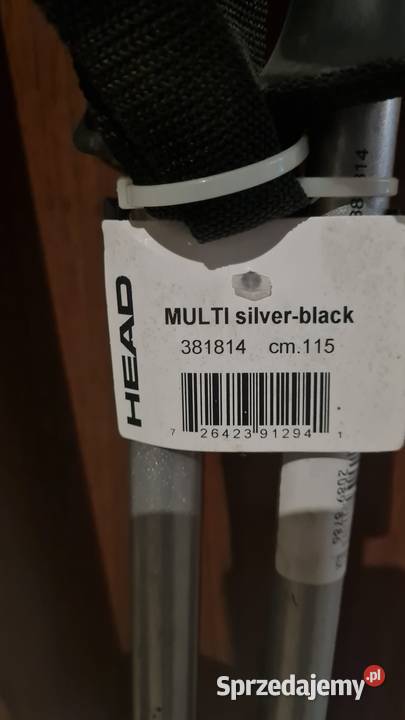 HEAD
MULTI silver-black
381814 cm.115
7 26423 91294 1
Sprzedajemy.pl